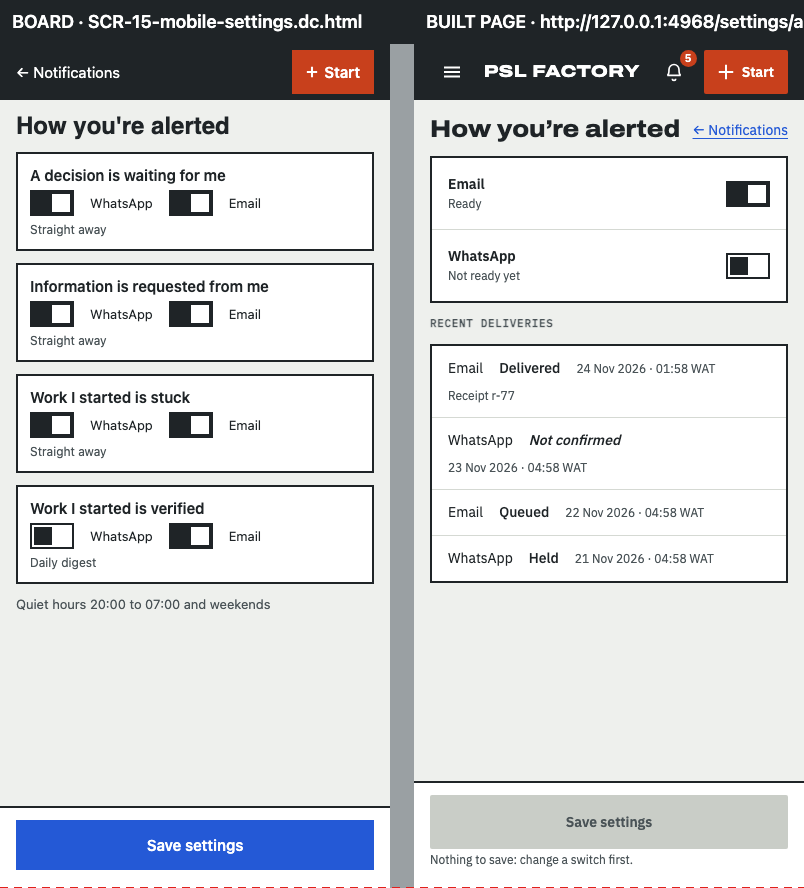 BOARD · SCR-15-mobile-settings.dc.html
← Notifications
+ Start
How you're alerted
A decision is waiting for me
WhatsApp Email
Straight away
Information is requested from me
WhatsApp Email
Straight away
Work I started is stuck
WhatsApp Email
Straight away
Work I started is verified
WhatsApp Email
Daily digest
Quiet hours 20:00 to 07:00 and weekends
Save settings
BUILT PAGE · http://127.0.0.1:4968/settings/a
PSL FACTORY
5
+ Start
How you’re alerted
← Notifications
Email
Ready
WhatsApp
Not ready yet
RECENT DELIVERIES
Email Delivered 24 Nov 2026 · 01:58 WAT
Receipt r-77
WhatsApp Not confirmed
23 Nov 2026 · 04:58 WAT
Email Queued 22 Nov 2026 · 04:58 WAT
WhatsApp Held 21 Nov 2026 · 04:58 WAT
Save settings
Nothing to save: change a switch first.